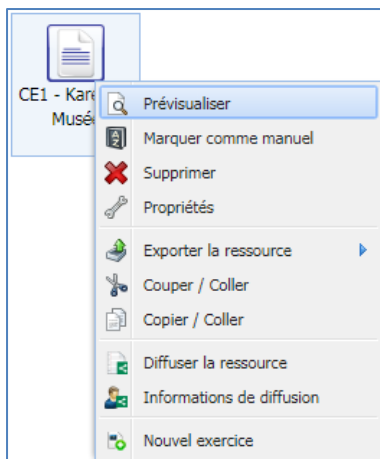 CE1 - Kar
Musé
Prévisualiser
Marquer comme manuel
Supprimer
Propriétés
Exporter la ressource
Couper / Coller
Copier / Coller
Diffuser la ressource
Informations de diffusion
Nouvel exercice